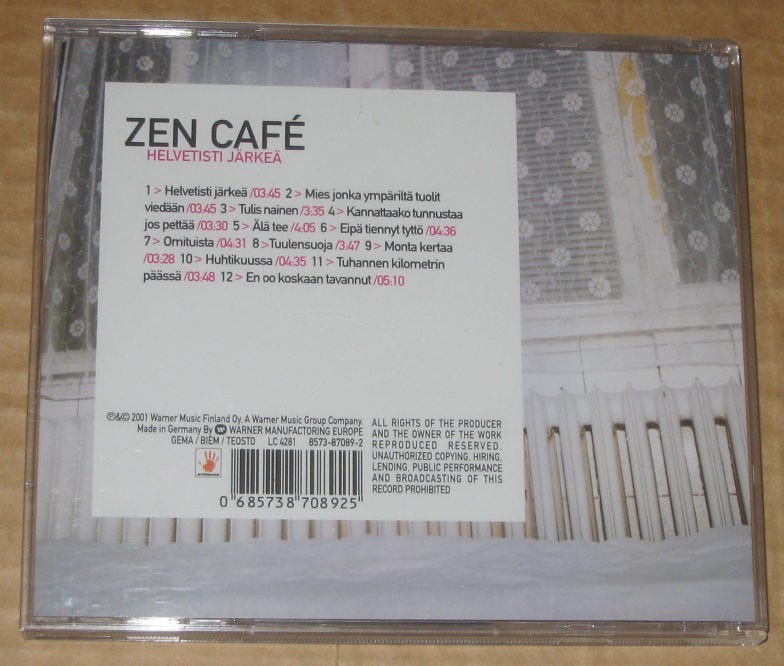 ZEN CAFÉ
HELVETISTI JÄRKEÄ
1 > Helvetisti järkeä /03:45 2 > Mies jonka ympäriltä tuolit
viedään /03:45 3 > Tulis nainen /3:35 4 > Kannattaako tunnustaa
jos pettää /03:30 5 > Älä tee /4:05 6 > Eipä tiennyt tyttö /04:36
7 > Omituista /04:31 8 >Tuulensuoja /3:47 9 > Monta kertaa
/03:28 10 > Huhtikuussa /04:35 11 > Tuhannen kilometrin
päässä /03:48 12 > En oo koskaan tavannut /05:10
℗&© 2001 Warner Music Finland Oy. A Warner Music Group Company.
Made in Germany By W WARNER MANUFACTORING EUROPE
GEMA / BIEM / TEOSTO LC 4281 8573-87089-2
0 685738 708925
ALL RIGHTS OF THE PRODUCER
AND THE OWNER OF THE WORK
REPRODUCED RESERVED.
UNAUTHORIZED COPYING, HIRING,
LENDING, PUBLIC PERFORMANCE
AND BROADCASTING OF THIS
RECORD PROHIBITED